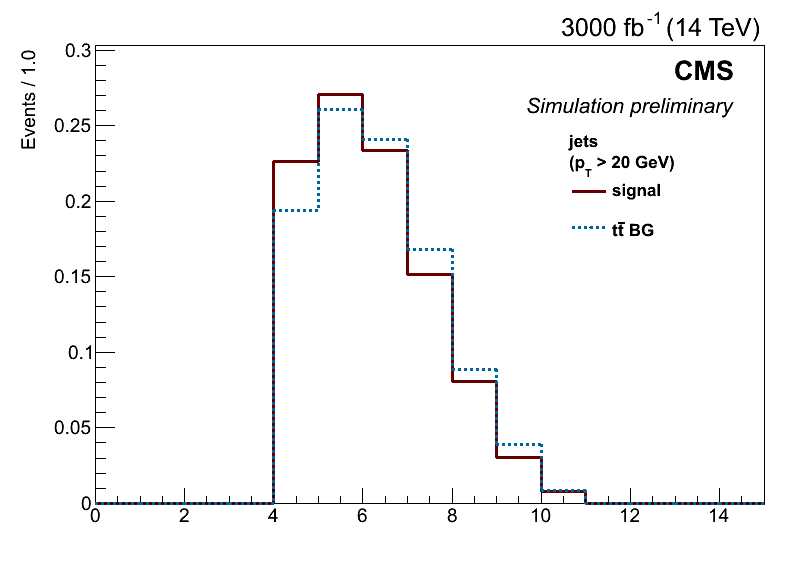 3000 fb⁻¹ (14 TeV)
CMS
Simulation preliminary
jets
(p_T > 20 GeV)
signal
tt̄ BG
Events / 1.0
0.3
0.25
0.2
0.15
0.1
0.05
0
0 2 4 6 8 10 12 14